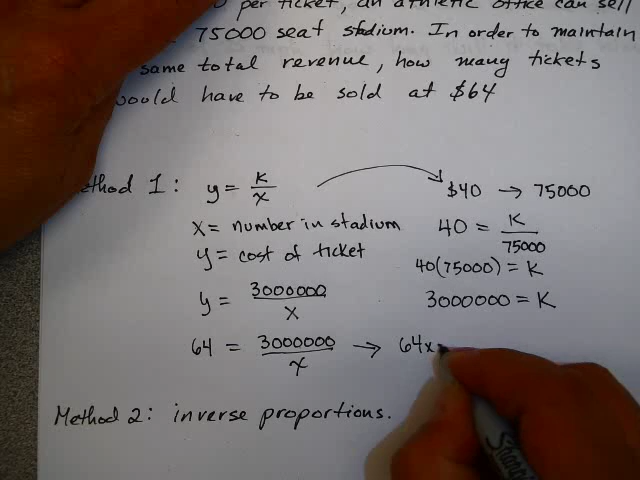 per ticket, an athletic office can sell
75000 seat stadium. In order to maintain
same total revenue, how many tickets
would have to be sold at $64
Method 1: y = K/x $40 → 75000
x = number in stadium 40 = K/75000
y = cost of ticket 40(75000) = K
y = 3000000/x 3000000 = K
64 = 3000000/x → 64x
Method 2: inverse proportions.
Sharpie